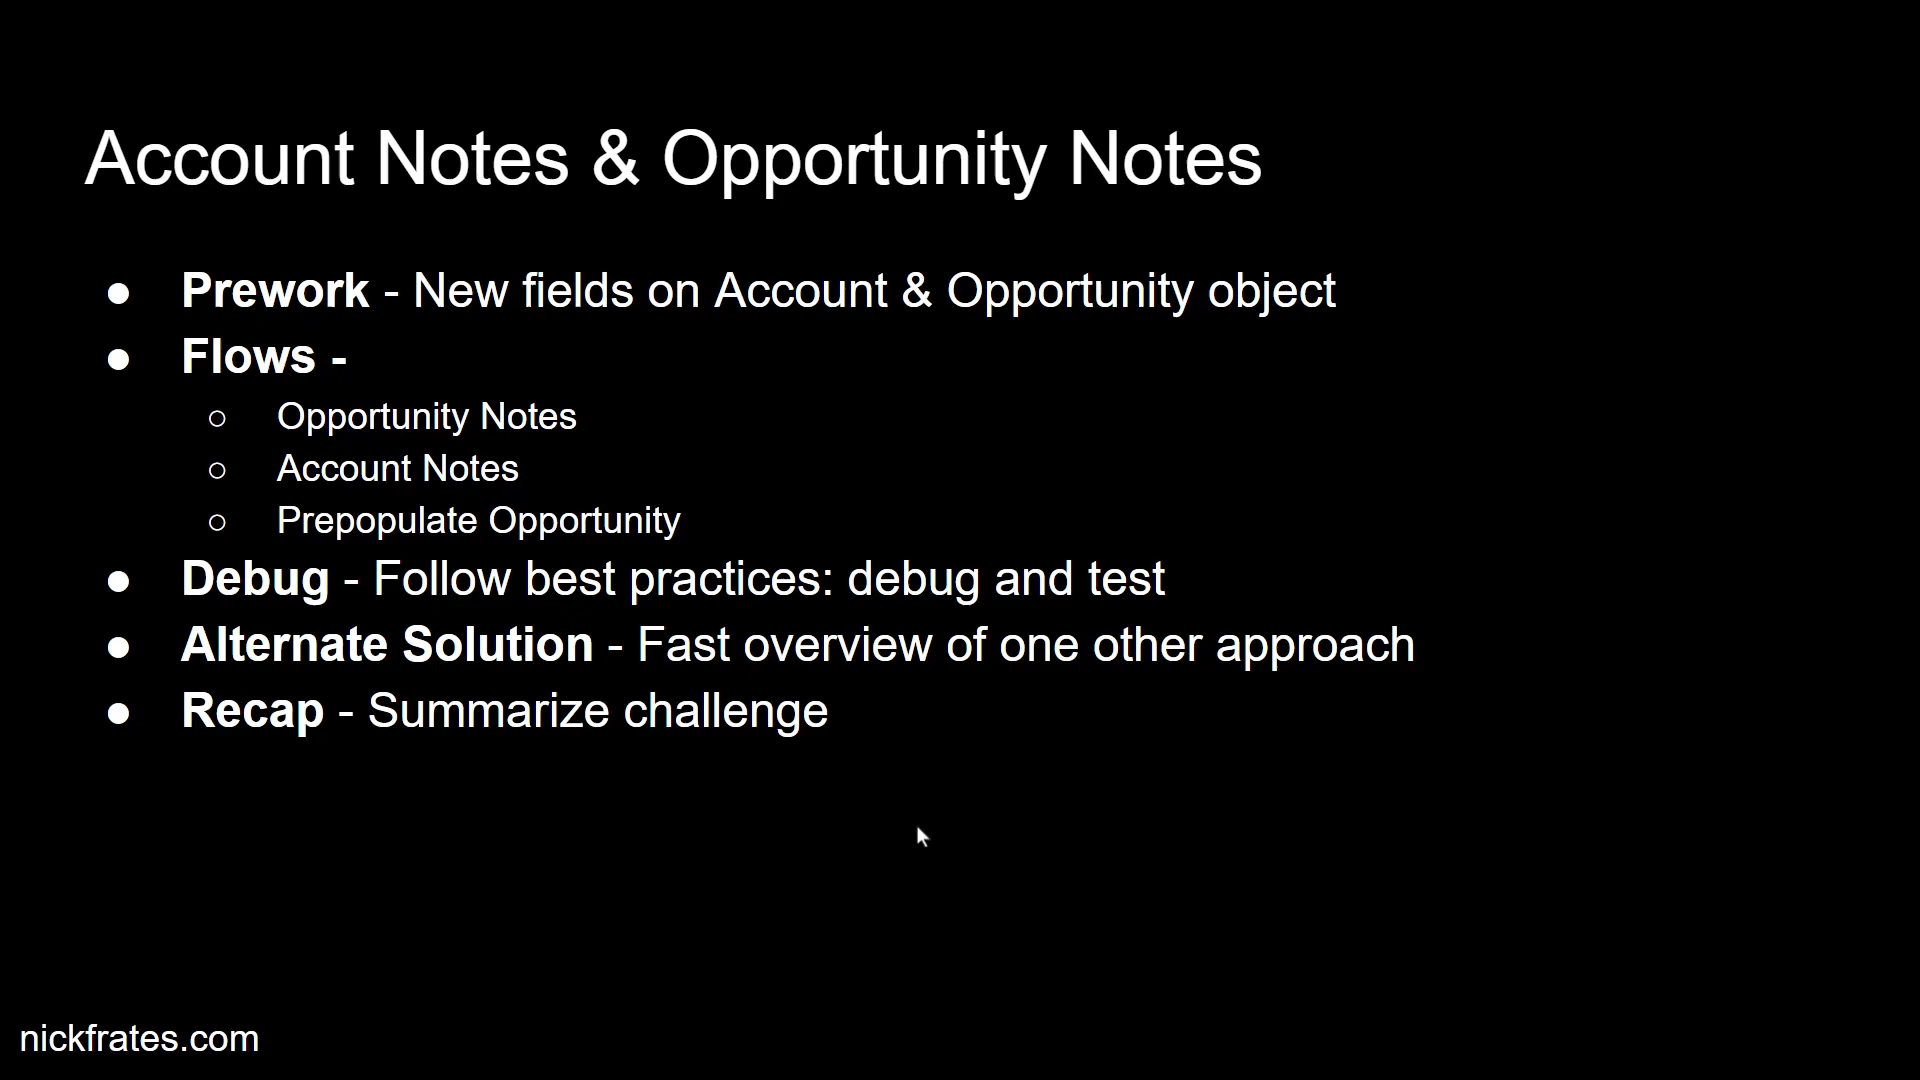 Account Notes & Opportunity Notes
● Prework - New fields on Account & Opportunity object
● Flows -
○ Opportunity Notes
○ Account Notes
○ Prepopulate Opportunity
● Debug - Follow best practices: debug and test
● Alternate Solution - Fast overview of one other approach
● Recap - Summarize challenge
nickfrates.com